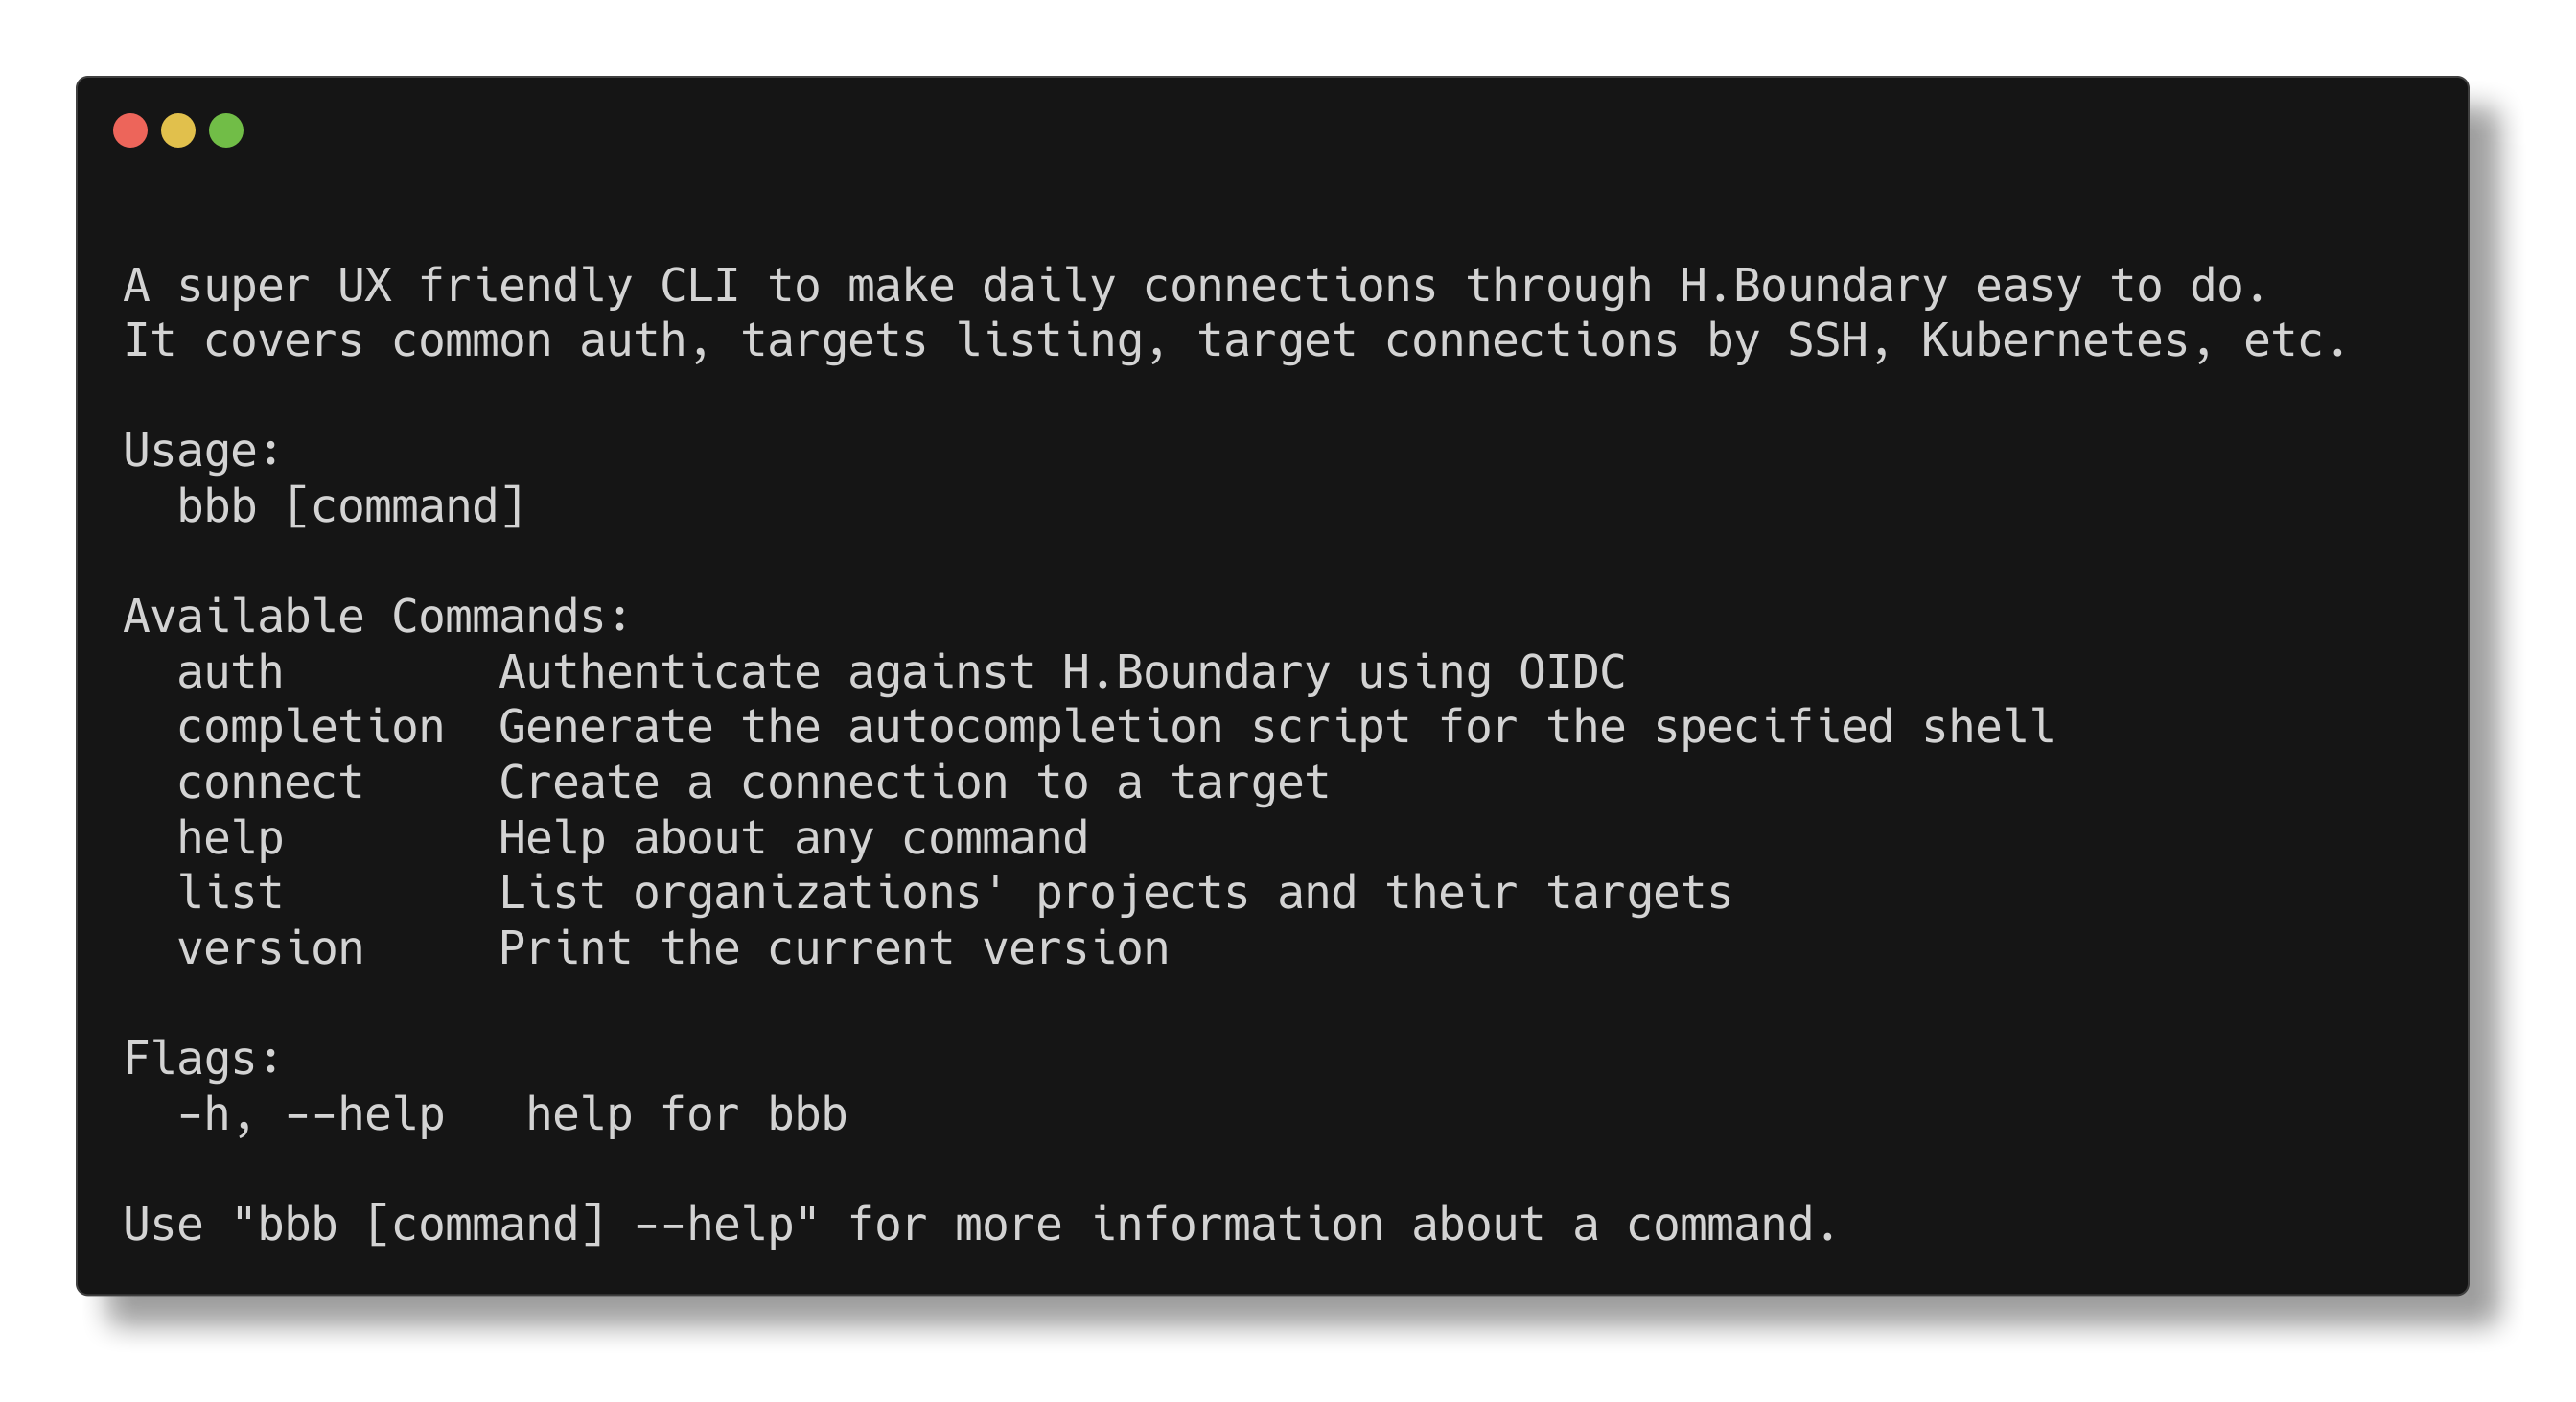 A super UX friendly CLI to make daily connections through H.Boundary easy to do.
It covers common auth, targets listing, target connections by SSH, Kubernetes, etc.

Usage:
  bbb [command]

Available Commands:
  auth        Authenticate against H.Boundary using OIDC
  completion  Generate the autocompletion script for the specified shell
  connect     Create a connection to a target
  help        Help about any command
  list        List organizations' projects and their targets
  version     Print the current version

Flags:
  -h, --help   help for bbb

Use "bbb [command] --help" for more information about a command.